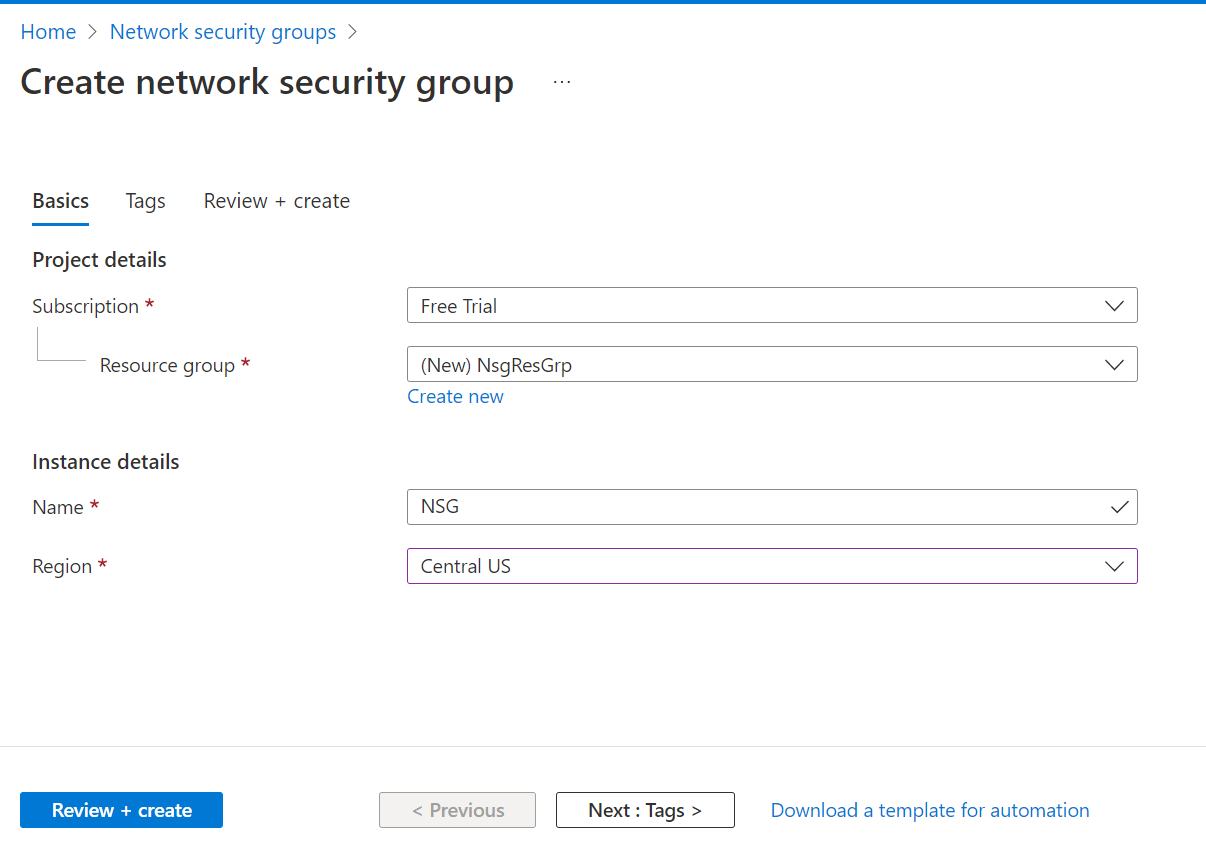 Home > Network security groups >
Create network security group ...
Basics Tags Review + create
Project details
Subscription * Free Trial
Resource group * (New) NsgResGrp
Create new
Instance details
Name * NSG
Region * Central US
Review + create < Previous Next : Tags > Download a template for automation